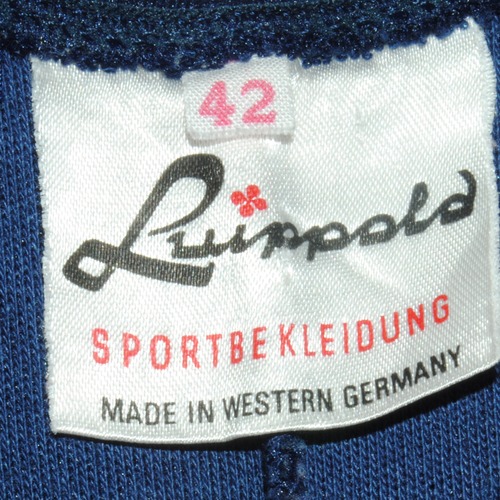 42
Luippold
SPORTBEKLEIDUNG
MADE IN WESTERN GERMANY